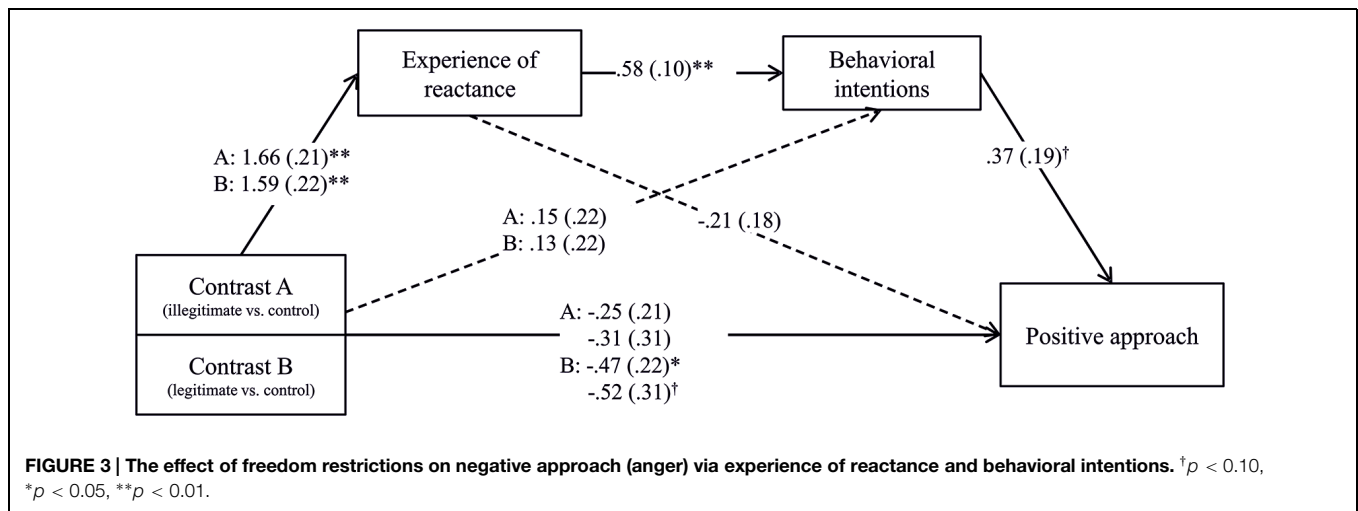 Experience of
reactance
.58 (.10)**
Behavioral
intentions
A: 1.66 (.21)**
B: 1.59 (.22)**
.37 (.19)†
A: .15 (.22)
B: .13 (.22)
-.21 (.18)
Contrast A
(illegitimate vs. control)
Contrast B
(legitimate vs. control)
A: -.25 (.21)
-.31 (.31)
B: -.47 (.22)*
-.52 (.31)†
Positive approach
FIGURE 3 | The effect of freedom restrictions on negative approach (anger) via experience of reactance and behavioral intentions. †p < 0.10,
*p < 0.05, **p < 0.01.